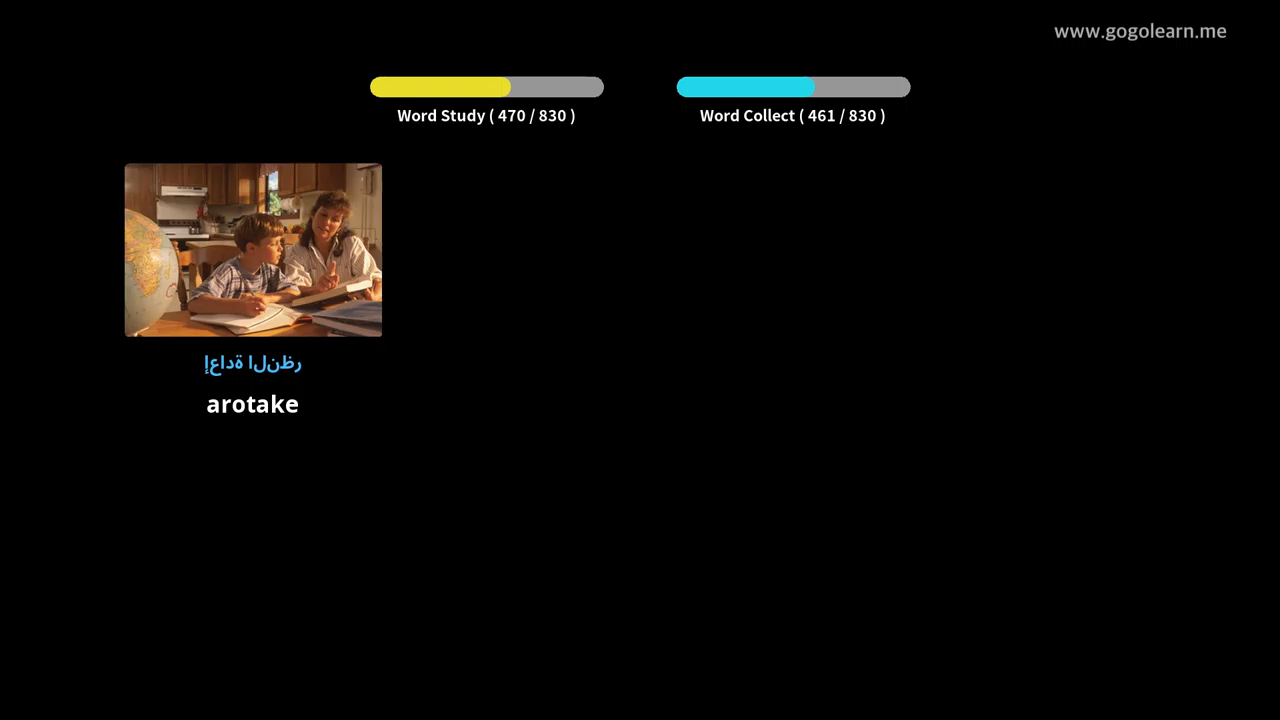 www.gogolearn.me
Word Study ( 470 / 830 )
Word Collect ( 461 / 830 )
إعادة النظر
arotake